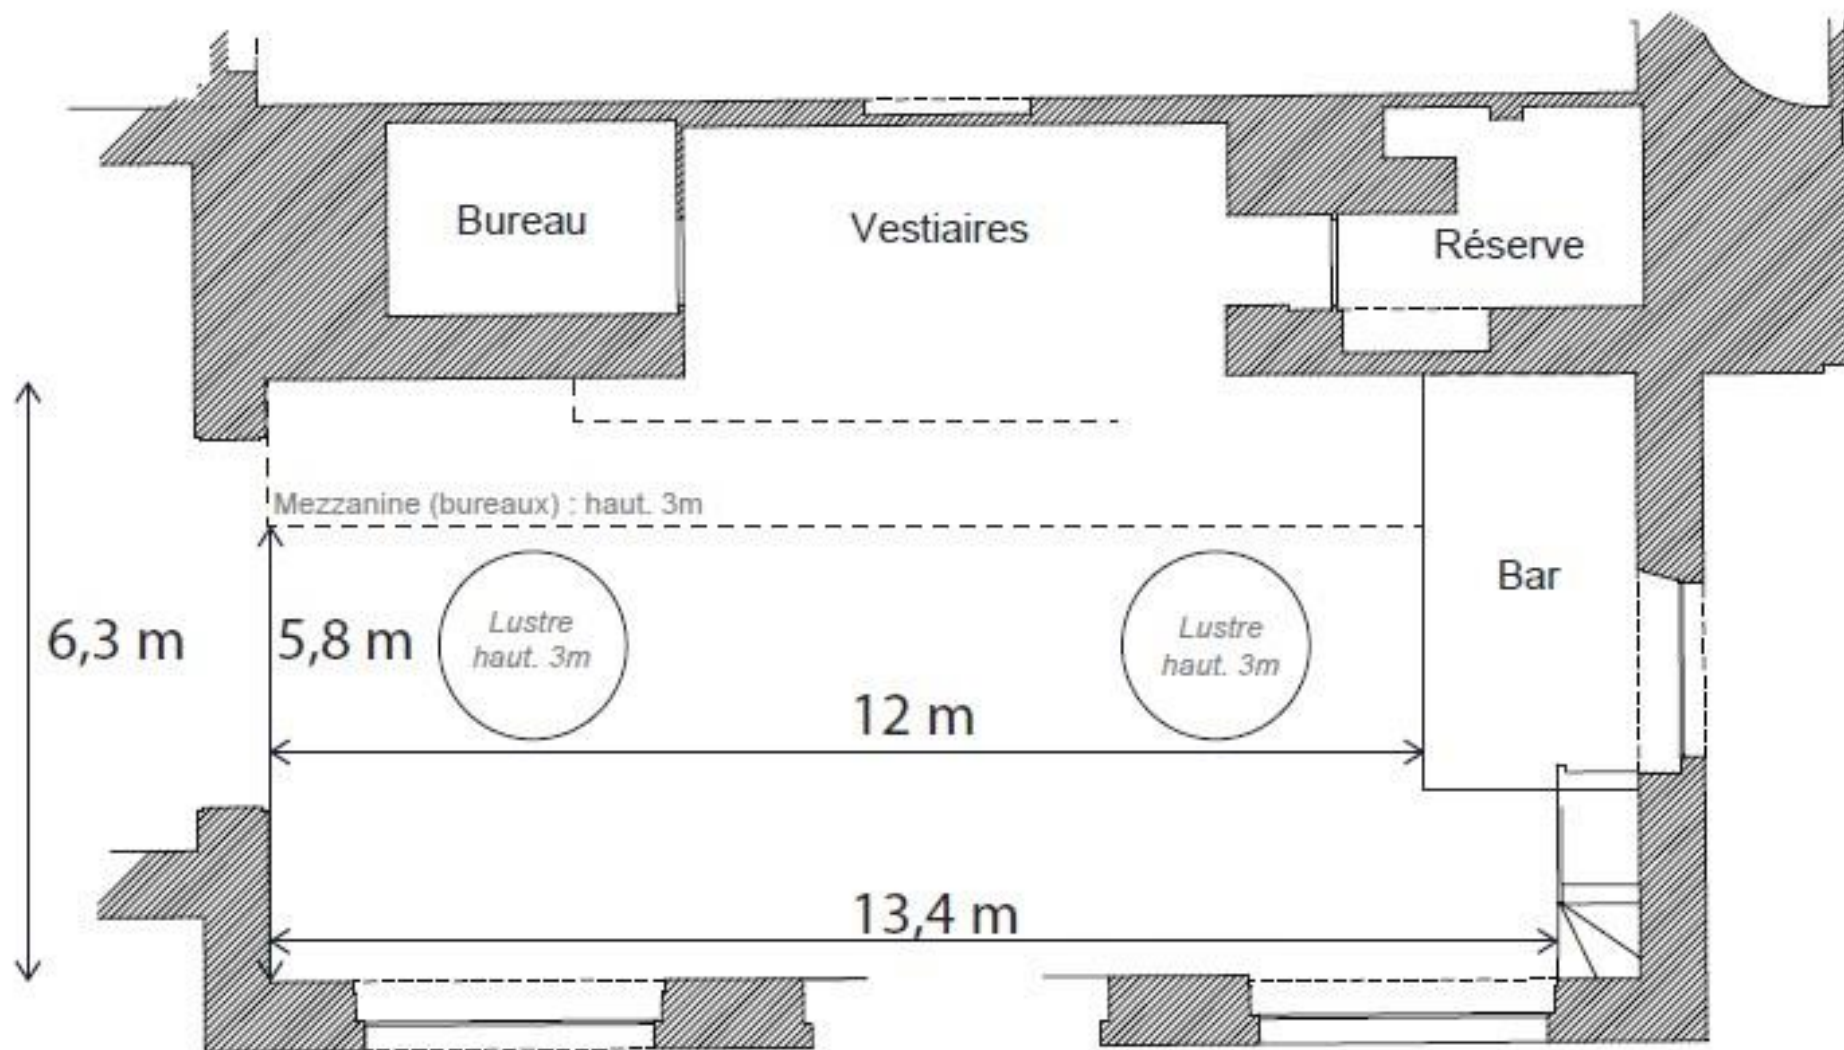 Bureau
Vestiaires
Réserve
Mezzanine (bureaux) : haut. 3m
Bar
6,3 m
5,8 m
Lustre
haut. 3m
Lustre
haut. 3m
12 m
13,4 m